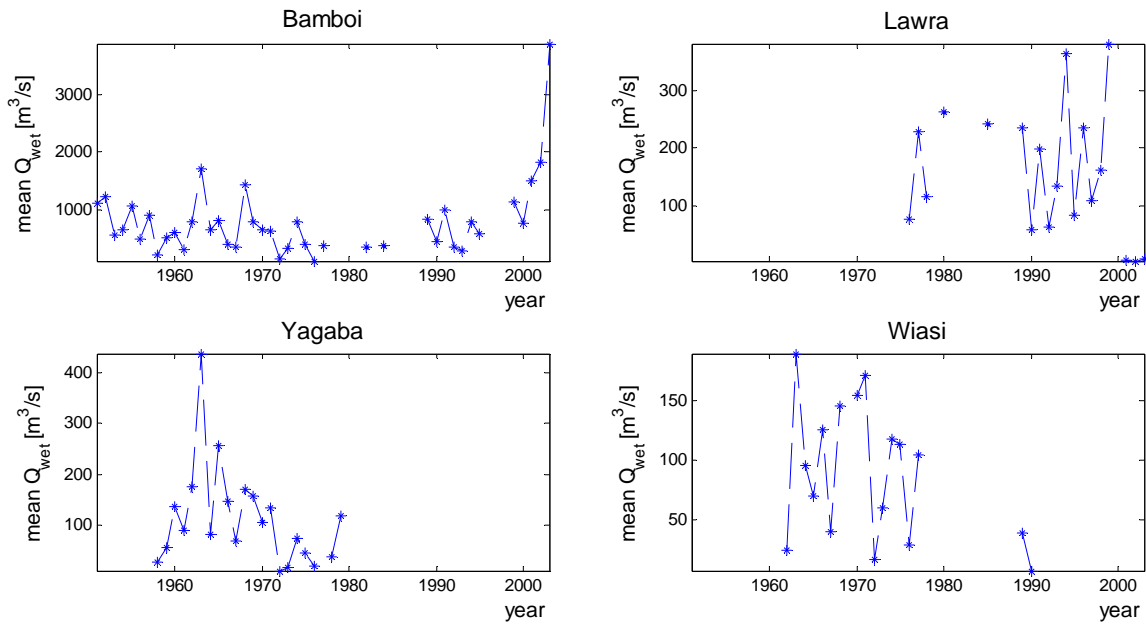 Bamboi
mean Q_wet [m^3/s]
3000
2000
1000
1960 1970 1980 1990 2000
year
Lawra
mean Q_wet [m^3/s]
300
200
100
1960 1970 1980 1990 2000
year
Yagaba
mean Q_wet [m^3/s]
400
300
200
100
1960 1970 1980 1990 2000
year
Wiasi
mean Q_wet [m^3/s]
150
100
50
1960 1970 1980 1990 2000
year